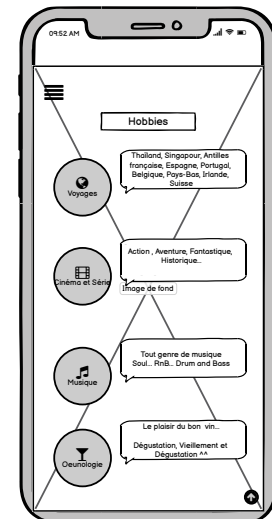 09:52 AM
Hobbies
Thaïland, Singapour, Antilles
française, Espagne, Portugal,
Belgique, Pays-Bas, Irlande,
Suisse
Voyages
Action , Aventure, Fantastique,
Historique...
Cinéma et Série
Image de fond
Tout genre de musique
Soul... RnB... Drum and Bass
Musique
Le plaisir du bon vin...
Dégustation, Vieillement et
Dégustation ^^
Oeunologie